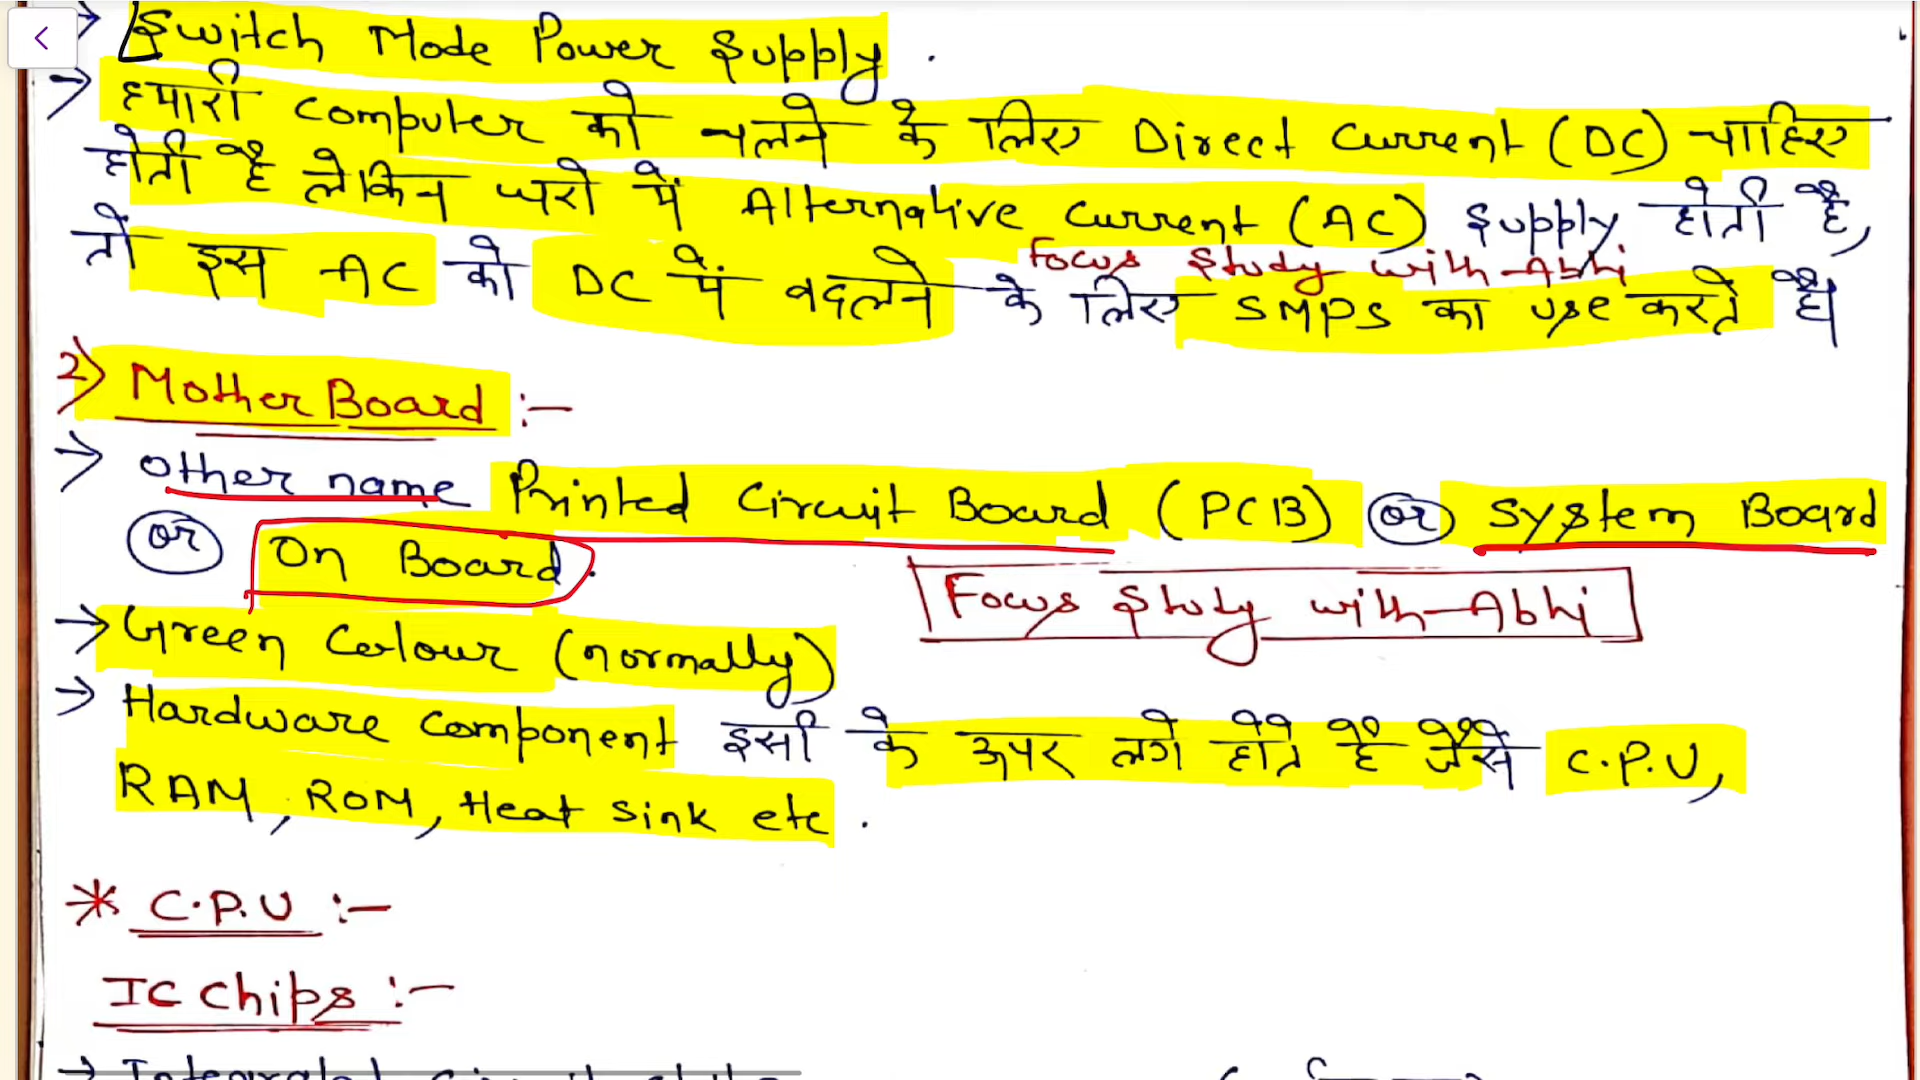 → Switch Mode Power Supply.
→ हमारी Computer को चलने के लिए Direct Current (DC) चाहिए
होती है लेकिन घरो में Alternative Current (AC) Supply होती है,
Focus Study with Abhi
तो इस AC को DC में बदलने के लिए SMPS का use करते है।
2) MotherBoard :-
→ Other name Printed Circuit Board (PCB) or System Board
or On Board.
Focus Study with Abhi
→ Green Colour (normally)
→ Hardware Component इसी के ऊपर लगे होते है जैसे C.P.U,
RAM, ROM, Heat Sink etc.
* C.P.U :-
IC Chips :-